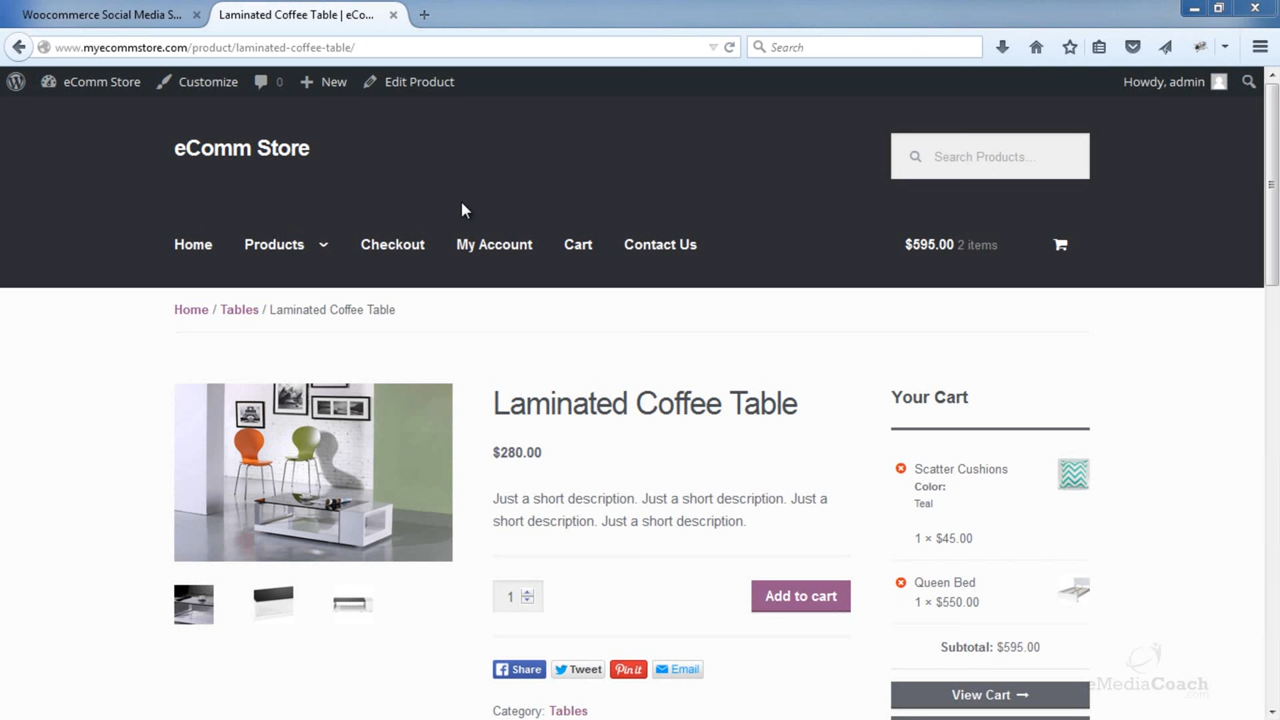 Woocommerce Social Media S...
Laminated Coffee Table | eCo...
www.myecommstore.com/product/laminated-coffee-table/
Search
eComm Store
Customize
0
New
Edit Product
Howdy, admin
eComm Store
Search Products...
Home
Products
Checkout
My Account
Cart
Contact Us
$595.00 2 items
Home / Tables / Laminated Coffee Table
Laminated Coffee Table
$280.00
Just a short description. Just a short description. Just a
short description. Just a short description.
1
Add to cart
Share
Tweet
Pin it
Email
Category: Tables
Your Cart
Scatter Cushions
Color:
Teal
1 × $45.00
Queen Bed
1 × $550.00
Subtotal: $595.00
View Cart →
eMediaCoach
.com